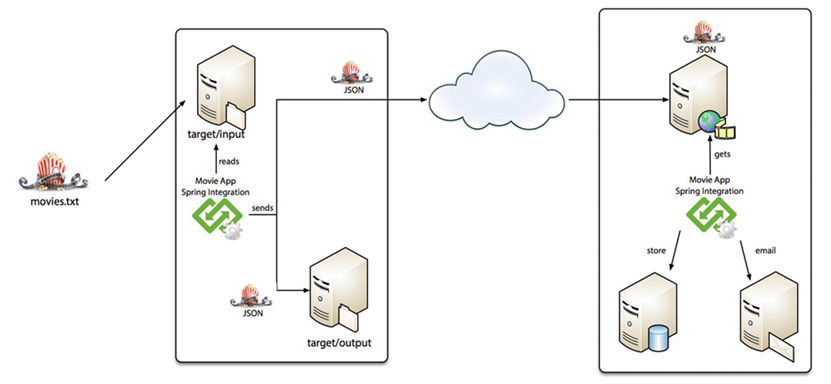 movies.txt
target/input
reads
Movie App
Spring Integration
sends
JSON
JSON
target/output
JSON
gets
Movie App
Spring Integration
store
email